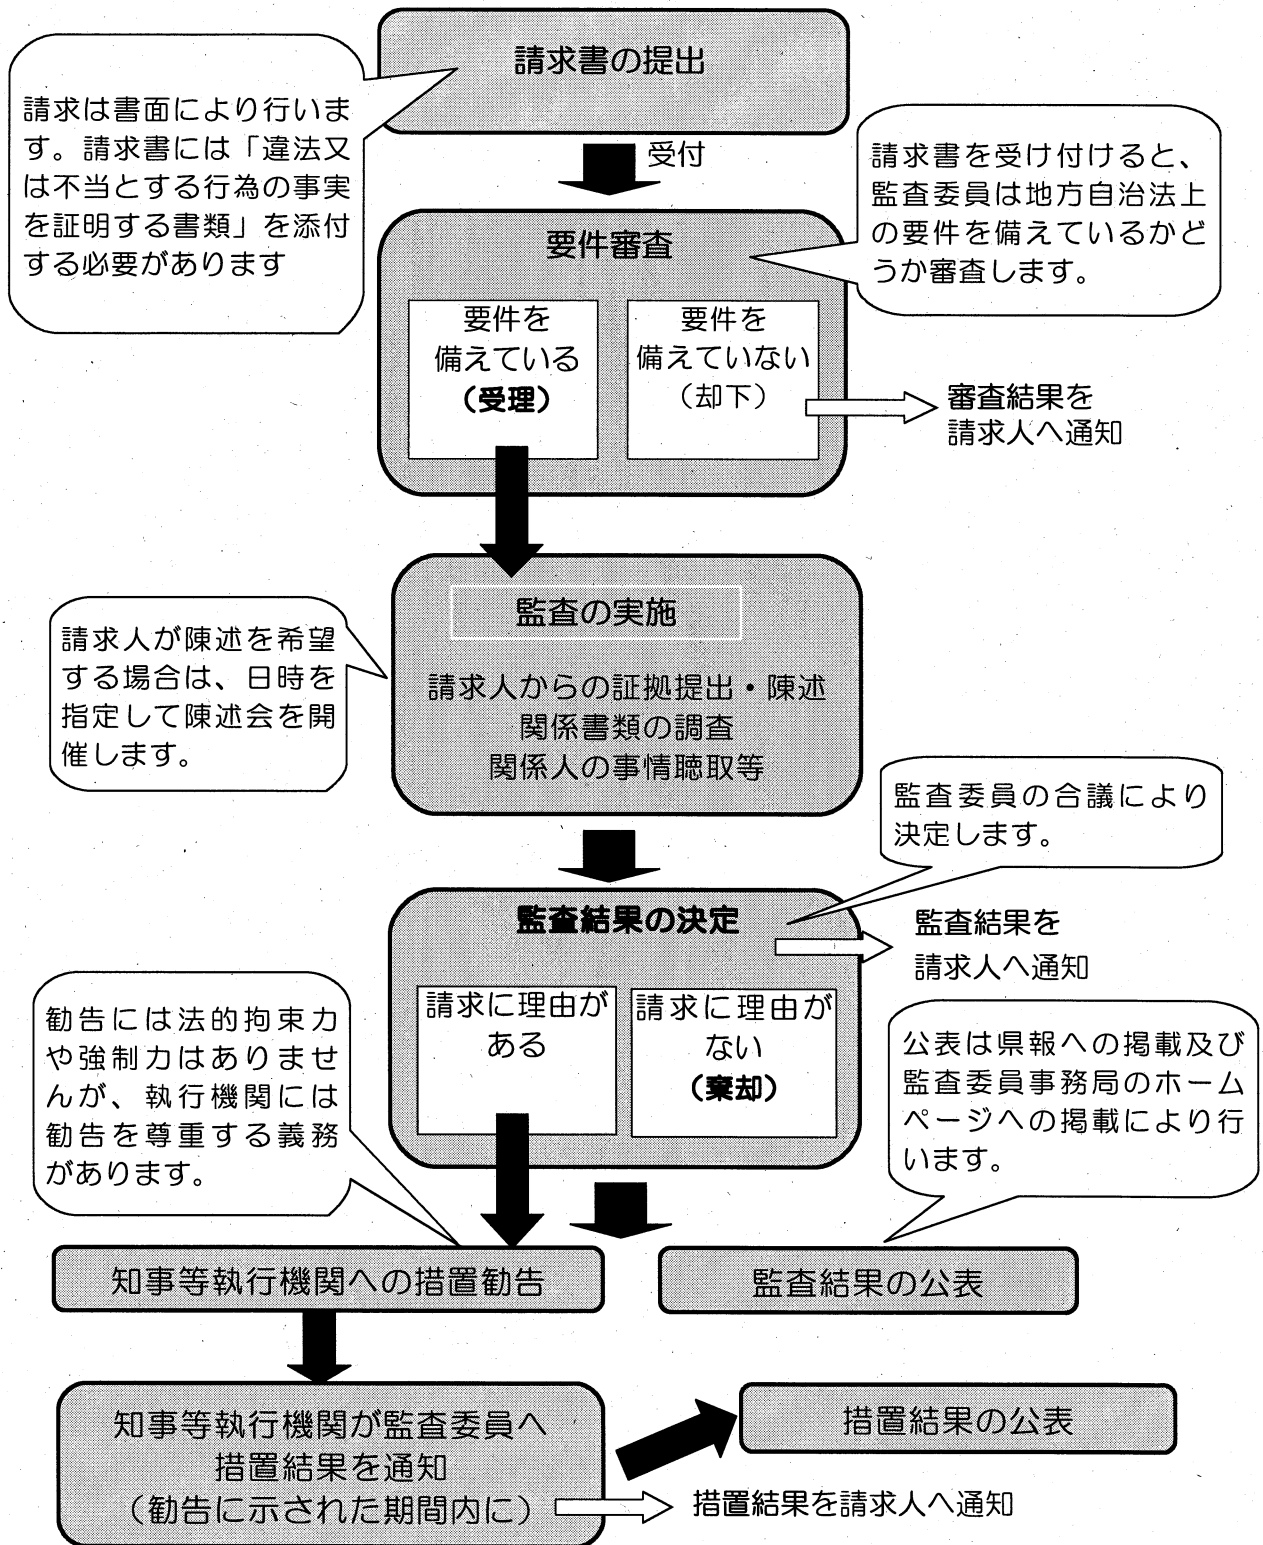 請求書の提出
請求は書面により行いま
す。請求書には「違法又
は不当とする行為の事実
を証明する書類」を添付
する必要があります
受付
請求書を受け付けると、
監査委員は地方自治法上
の要件を備えているかど
うか審査します。
要件審査
要件を
備えている
(受理)
要件を
備えていない
(却下)
審査結果を
請求人へ通知
監査の実施
請求人からの証拠提出・陳述
関係書類の調査
関係人の事情聴取等
請求人が陳述を希望
する場合は、日時を
指定して陳述会を開
催します。
監査委員の合議により
決定します。
監査結果の決定
監査結果を
請求人へ通知
請求に理由が
ある
請求に理由が
ない
(棄却)
勧告には法的拘束力
や強制力はありませ
んが、執行機関には
勧告を尊重する義務
があります。
公表は県報への掲載及び
監査委員事務局のホーム
ページへの掲載により行
います。
知事等執行機関への措置勧告
監査結果の公表
知事等執行機関が監査委員へ
措置結果を通知
(勧告に示された期間内に)
措置結果の公表
措置結果を請求人へ通知